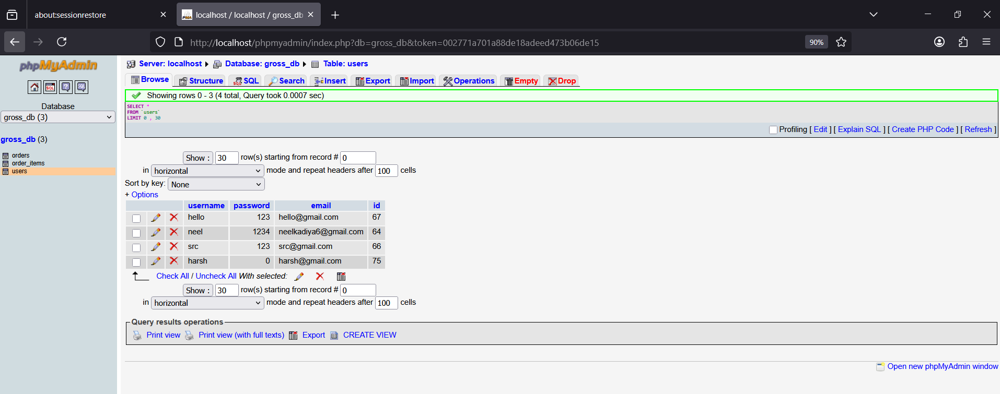 about:sessionrestore
localhost / localhost / gross_db
http://localhost/phpmyadmin/index.php?db=gross_db&token=002771a701a88de18adeed473b06de15 90%
phpMyAdmin
Database
gross_db (3)
gross_db (3)
orders
order_items
users
Server: localhost Database: gross_db Table: users
Browse Structure SQL Search Insert Export Import Operations Empty Drop
Showing rows 0 - 3 (4 total, Query took 0.0007 sec)
SELECT *
FROM `users`
LIMIT 0 , 30
Profiling [ Edit ] [ Explain SQL ] [ Create PHP Code ] [ Refresh ]
Show : 30 row(s) starting from record # 0
in horizontal mode and repeat headers after 100 cells
Sort by key: None
+ Options
username password email id
hello 123 hello@gmail.com 67
neel 1234 neelkadiya6@gmail.com 64
src 123 src@gmail.com 66
harsh 0 harsh@gmail.com 75
Check All / Uncheck All With selected:
Show : 30 row(s) starting from record # 0
in horizontal mode and repeat headers after 100 cells
Query results operations
Print view Print view (with full texts) Export CREATE VIEW
Open new phpMyAdmin window